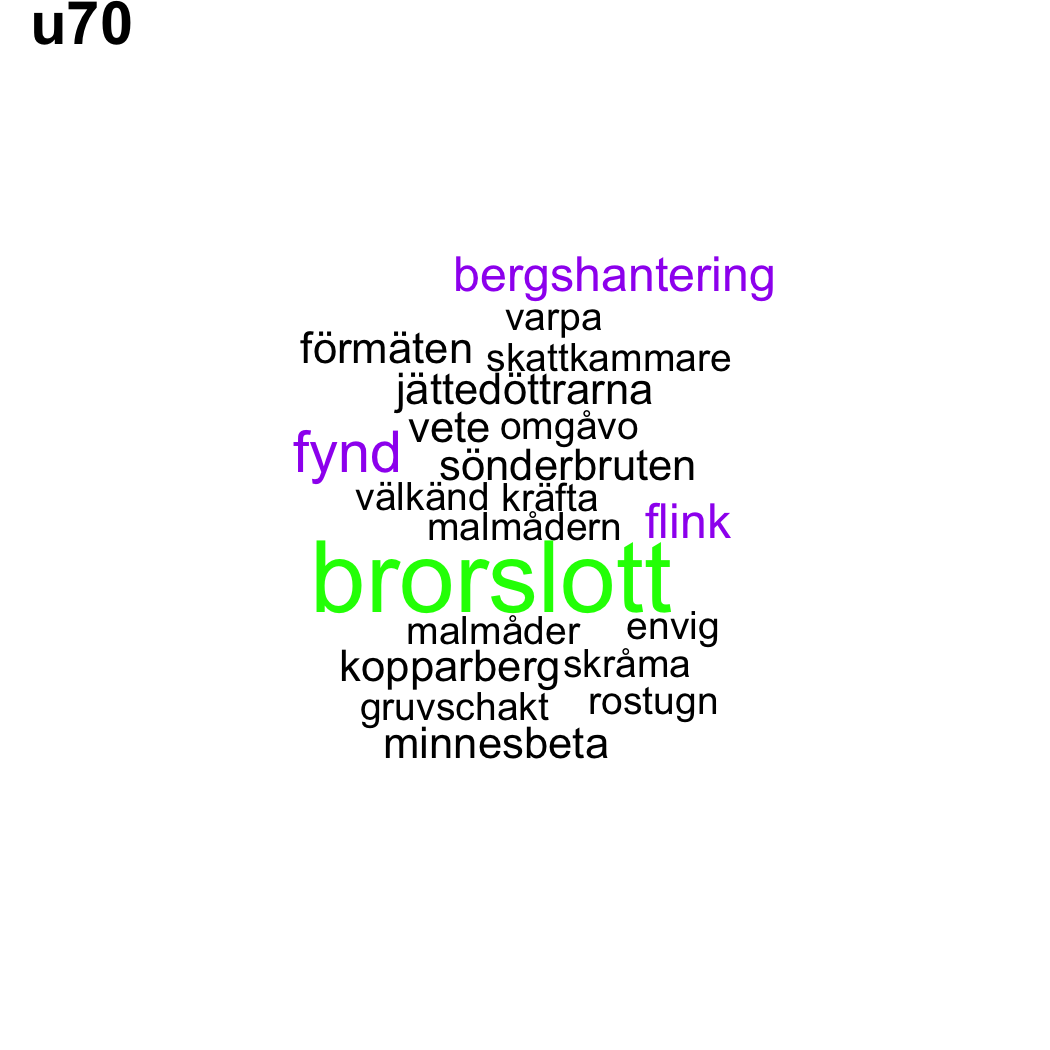 u70
bergshantering
varpa
förmäten skattkammare
jättedöttrarna
vete omgåvo
fynd sönderbruten
välkänd kräfta
malmådern flink
brorslott
malmåder envig
kopparberg skråma
gruvschakt rostugn
minnesbeta